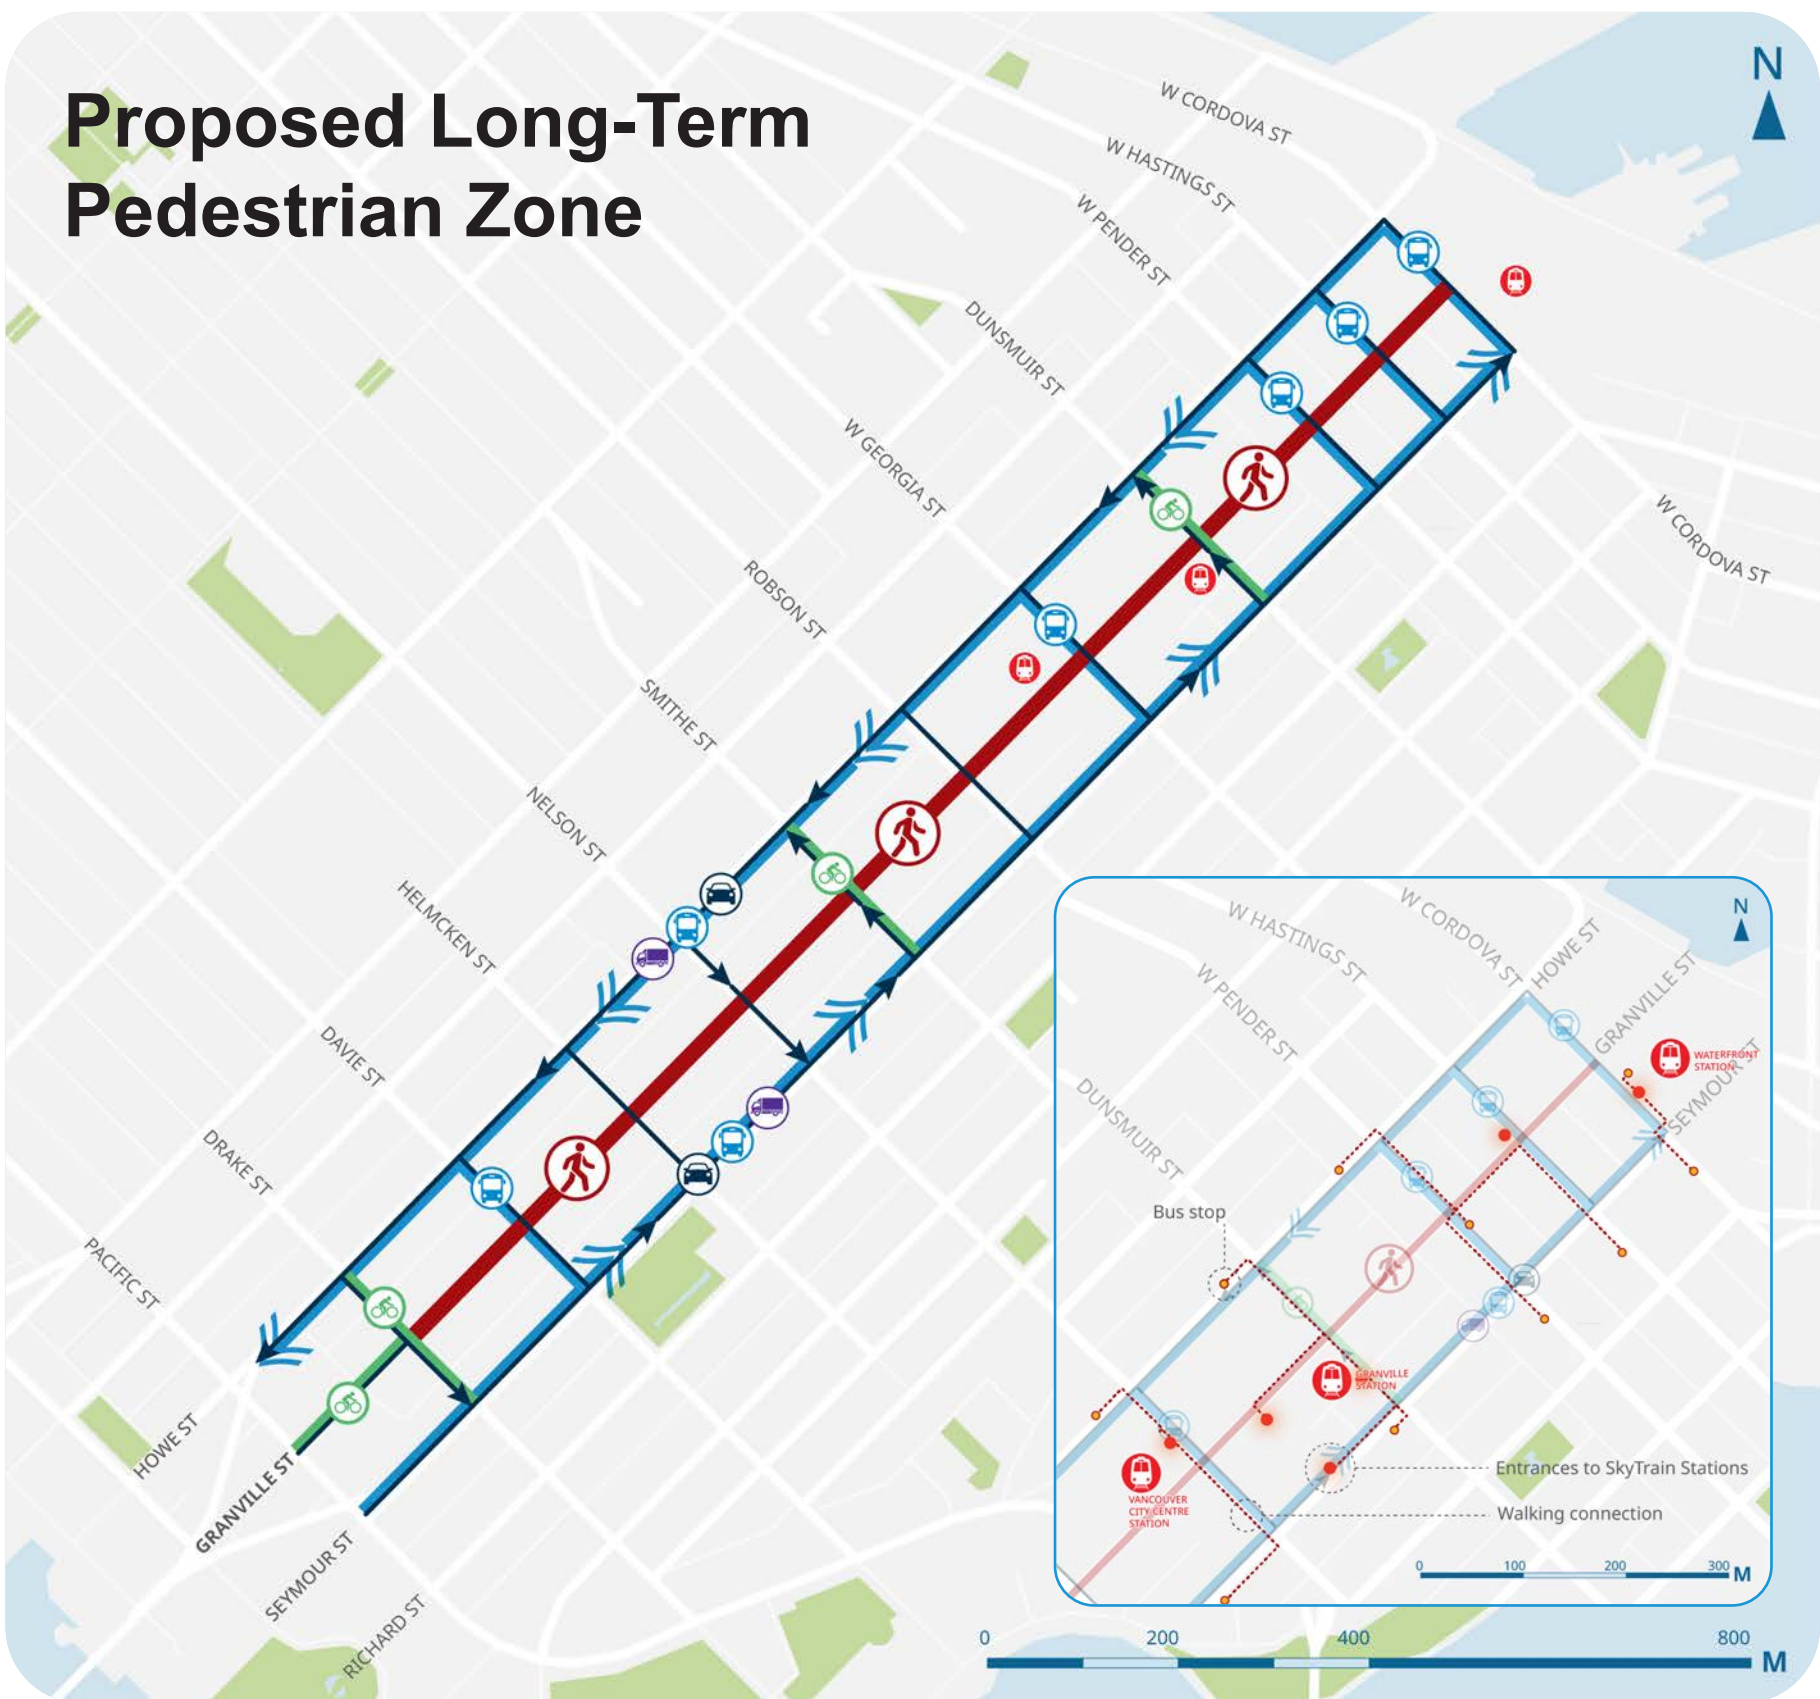 Proposed Long-Term
Pedestrian Zone
N
W CORDOVA ST
W HASTINGS ST
W PENDER ST
DUNSMUIR ST
W GEORGIA ST
ROBSON ST
SMITHE ST
NELSON ST
HELMCKEN ST
DAVIE ST
DRAKE ST
PACIFIC ST
HOWE ST
GRANVILLE ST
SEYMOUR ST
RICHARD ST
W CORDOVA ST
N
W HASTINGS ST
W CORDOVA ST
HOWE ST
GRANVILLE ST
SEYMOUR ST
W PENDER ST
DUNSMUIR ST
WATERFRONT
STATION
Bus stop
GRANVILLE
STATION
VANCOUVER
CITY CENTRE
STATION
Entrances to SkyTrain Stations
Walking connection
0 100 200 300 M
0 200 400 800 M